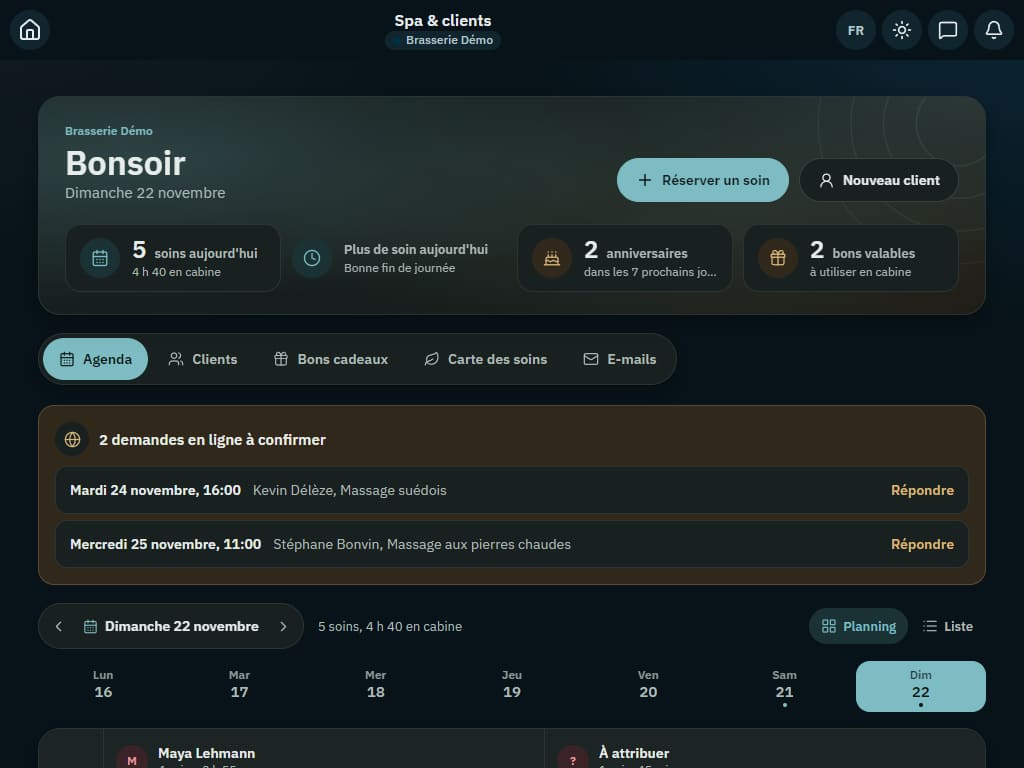 Spa & clients
Brasserie Démo
FR
Brasserie Démo
Bonsoir
Dimanche 22 novembre
Réserver un soin
Nouveau client
5 soins aujourd'hui
4 h 40 en cabine
Plus de soin aujourd'hui
Bonne fin de journée
2 anniversaires
dans les 7 prochains jo...
2 bons valables
à utiliser en cabine
Agenda
Clients
Bons cadeaux
Carte des soins
E-mails
2 demandes en ligne à confirmer
Mardi 24 novembre, 16:00 Kevin Délèze, Massage suédois Répondre
Mercredi 25 novembre, 11:00 Stéphane Bonvin, Massage aux pierres chaudes Répondre
Dimanche 22 novembre
5 soins, 4 h 40 en cabine
Planning
Liste
Lun Mar Mer Jeu Ven Sam Dim
16 17 18 19 20 21 22
M Maya Lehmann
? À attribuer